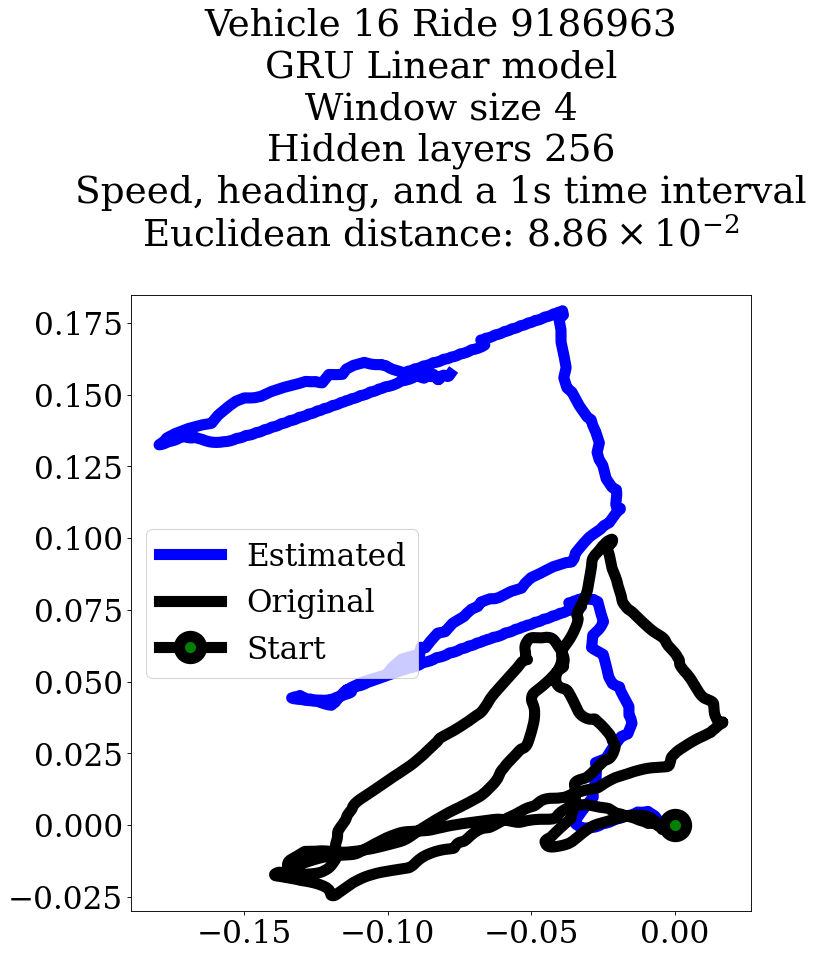 Vehicle 16 Ride 9186963
GRU Linear model
Window size 4
Hidden layers 256
Speed, heading, and a 1s time interval
Euclidean distance: 8.86 × 10⁻²
0.175
0.150
0.125
0.100
0.075
0.050
0.025
0.000
−0.025
Estimated
Original
Start
−0.15
−0.10
−0.05
0.00